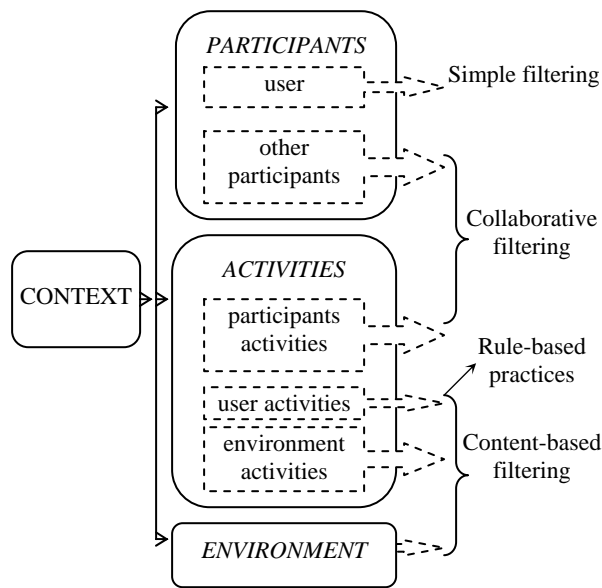 PARTICIPANTS
user
Simple filtering
other
participants
Collaborative
filtering
CONTEXT
ACTIVITIES
participants
activities
Rule-based
practices
user activities
environment
activities
Content-based
filtering
ENVIRONMENT